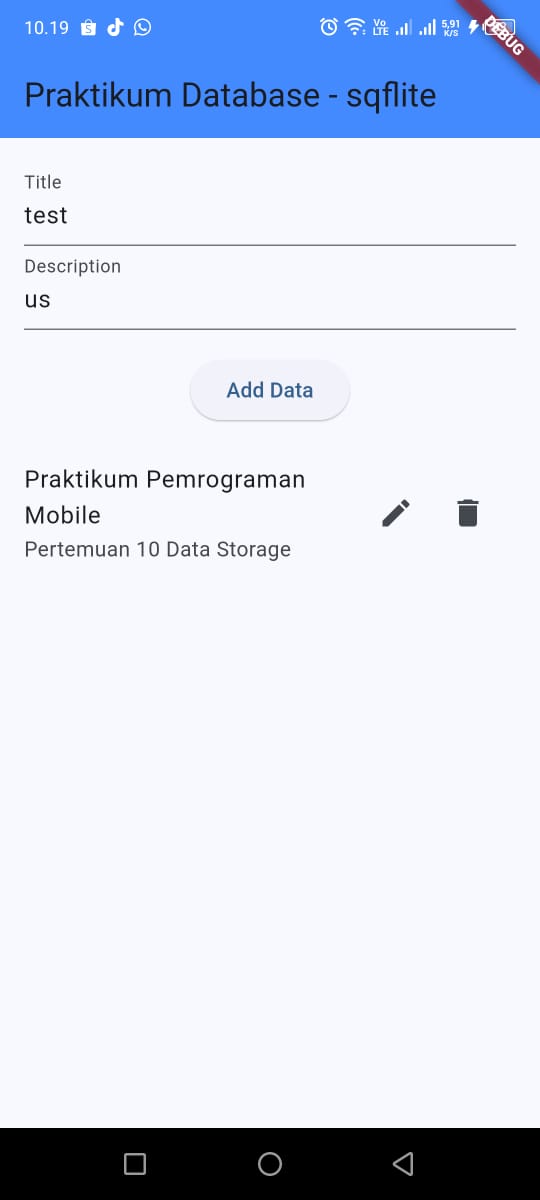 10.19
Vo LTE 5,91 K/S
DEBUG
Praktikum Database - sqflite
Title
test
Description
us
Add Data
Praktikum Pemrograman
Mobile
Pertemuan 10 Data Storage